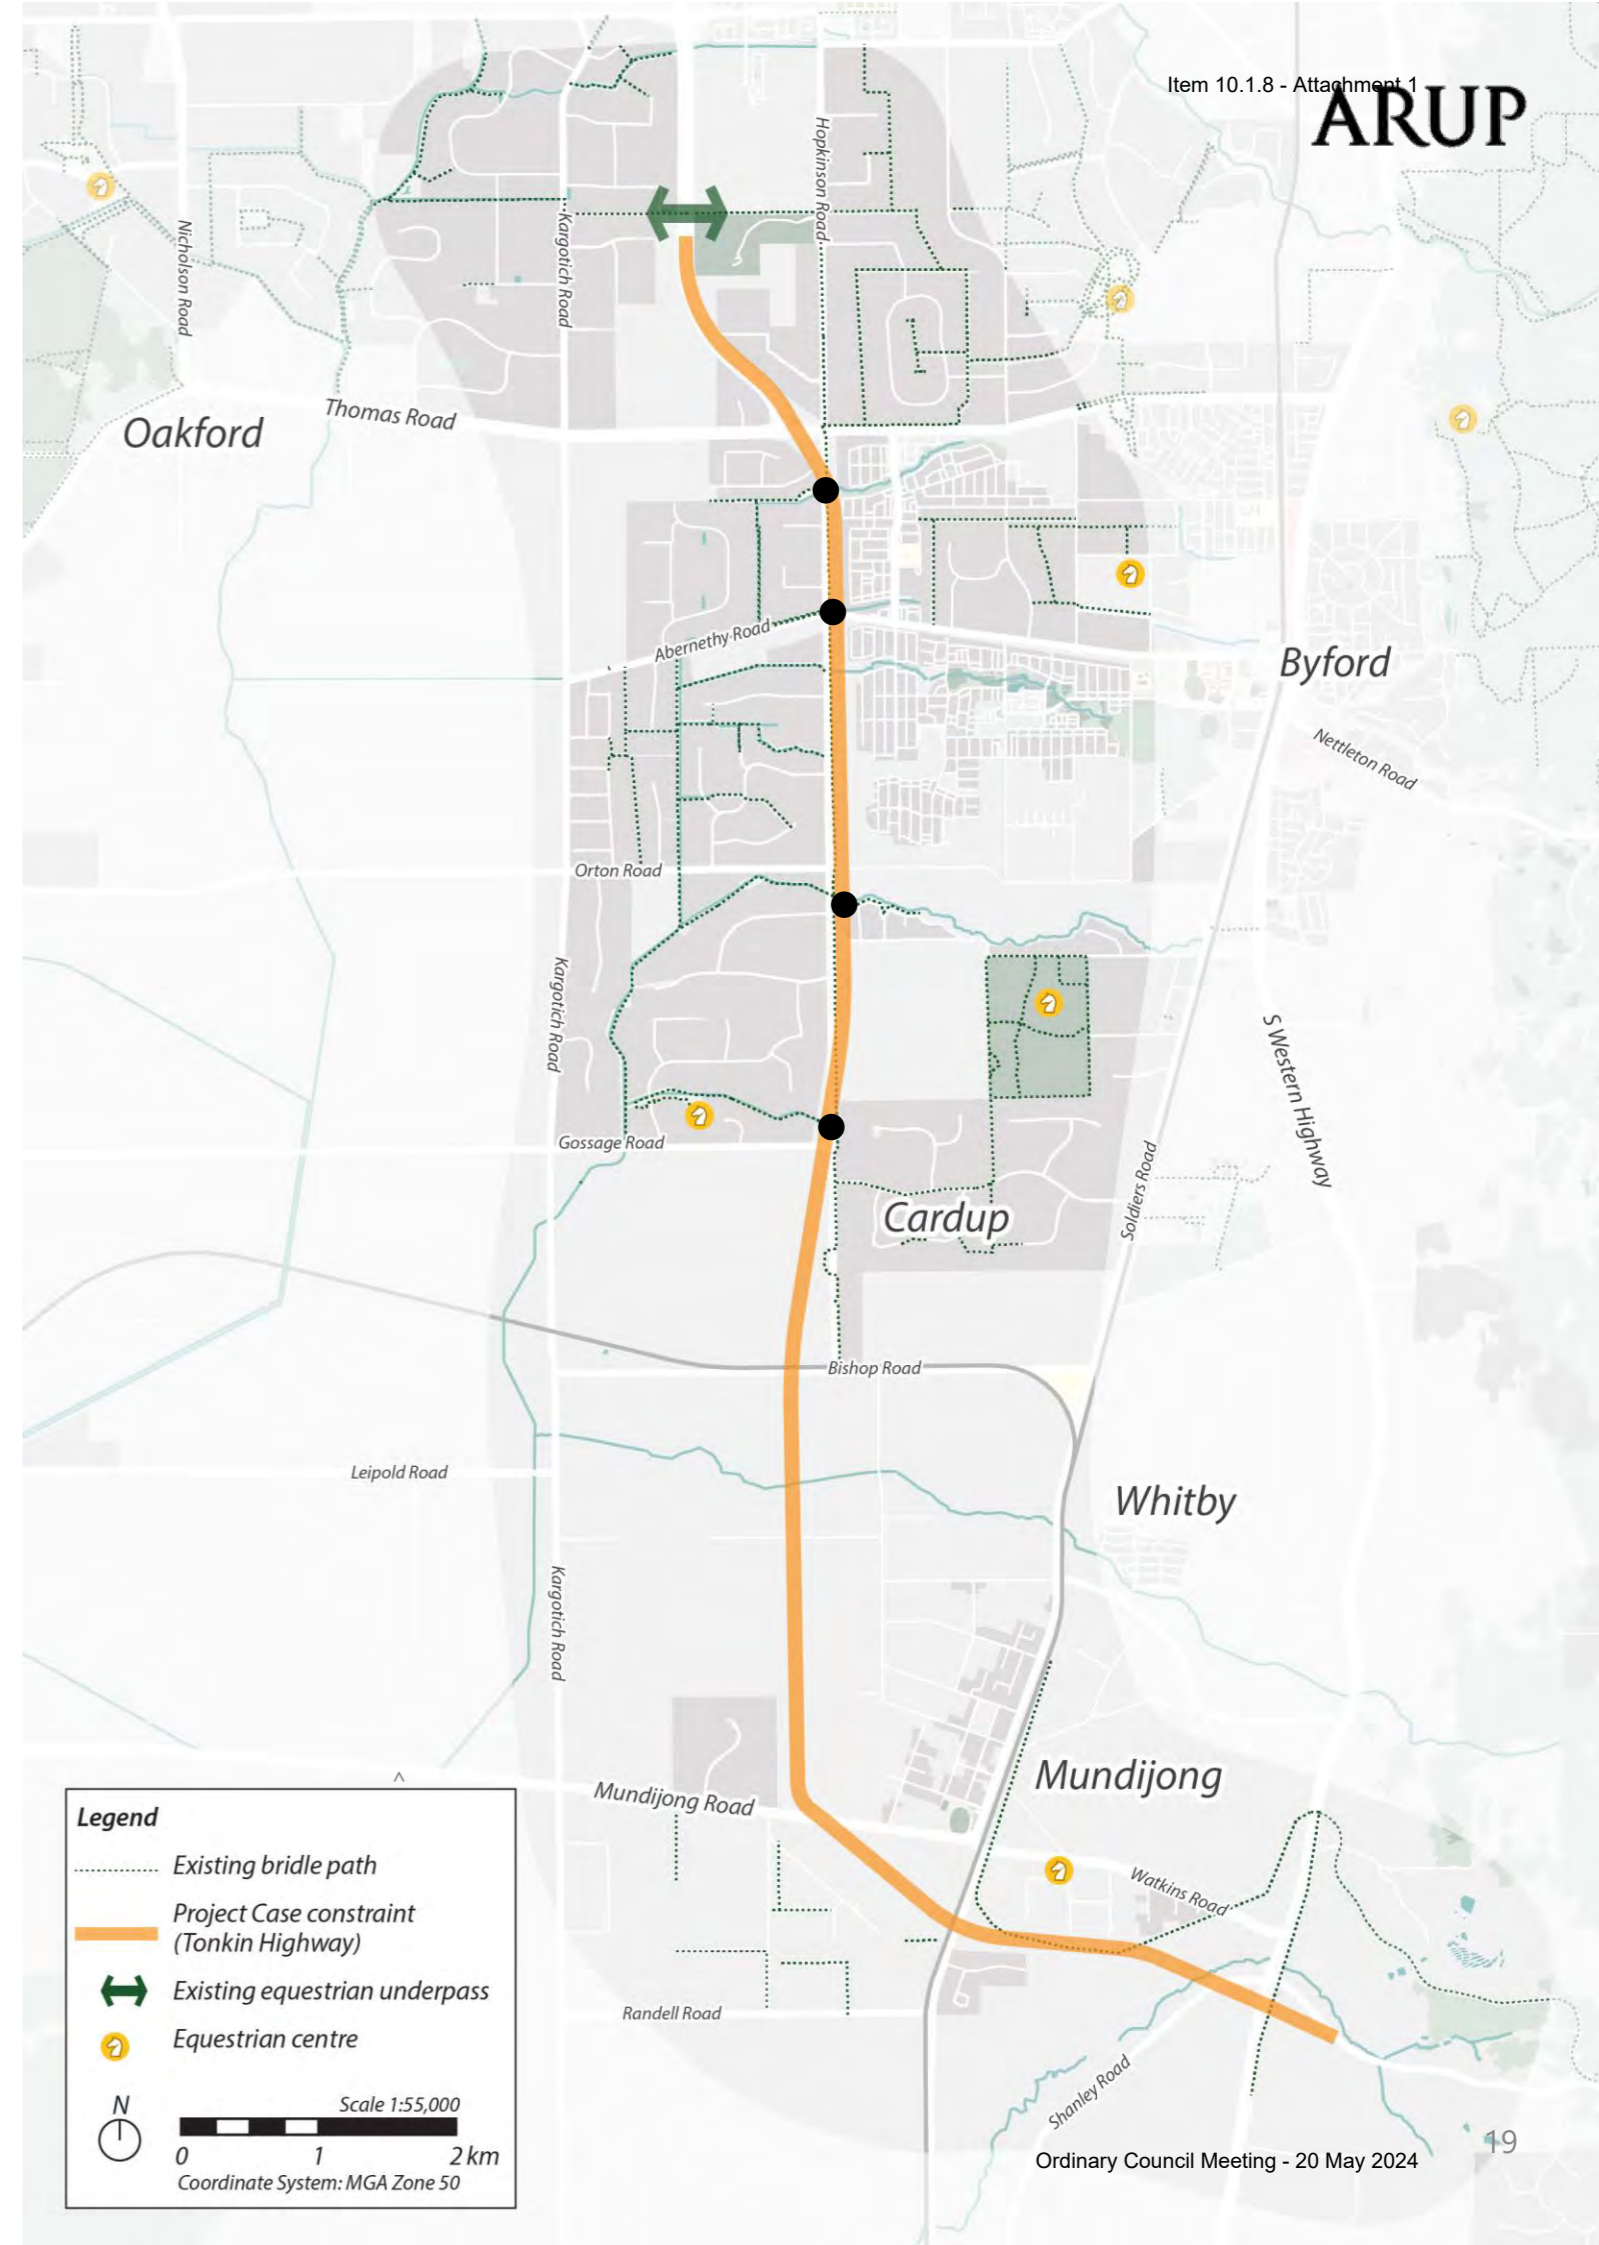 Item 10.1.8 - Attachment 1
ARUP
Hopkinson Road
Nicholson Road
Kargotich Road
Oakford
Thomas Road
Abernethy Road
Byford
Nettleton Road
Orton Road
Kargotich Road
S Western Highway
Gossage Road
Soldiers Road
Cardup
Bishop Road
Leipold Road
Whitby
Kargotich Road
Mundijong
Mundijong Road
Watkins Road
Randell Road
Shanley Road
Legend
Existing bridle path
Project Case constraint
(Tonkin Highway)
Existing equestrian underpass
Equestrian centre
N
Scale 1:55,000
0 1 2 km
Coordinate System: MGA Zone 50
19
Ordinary Council Meeting - 20 May 2024